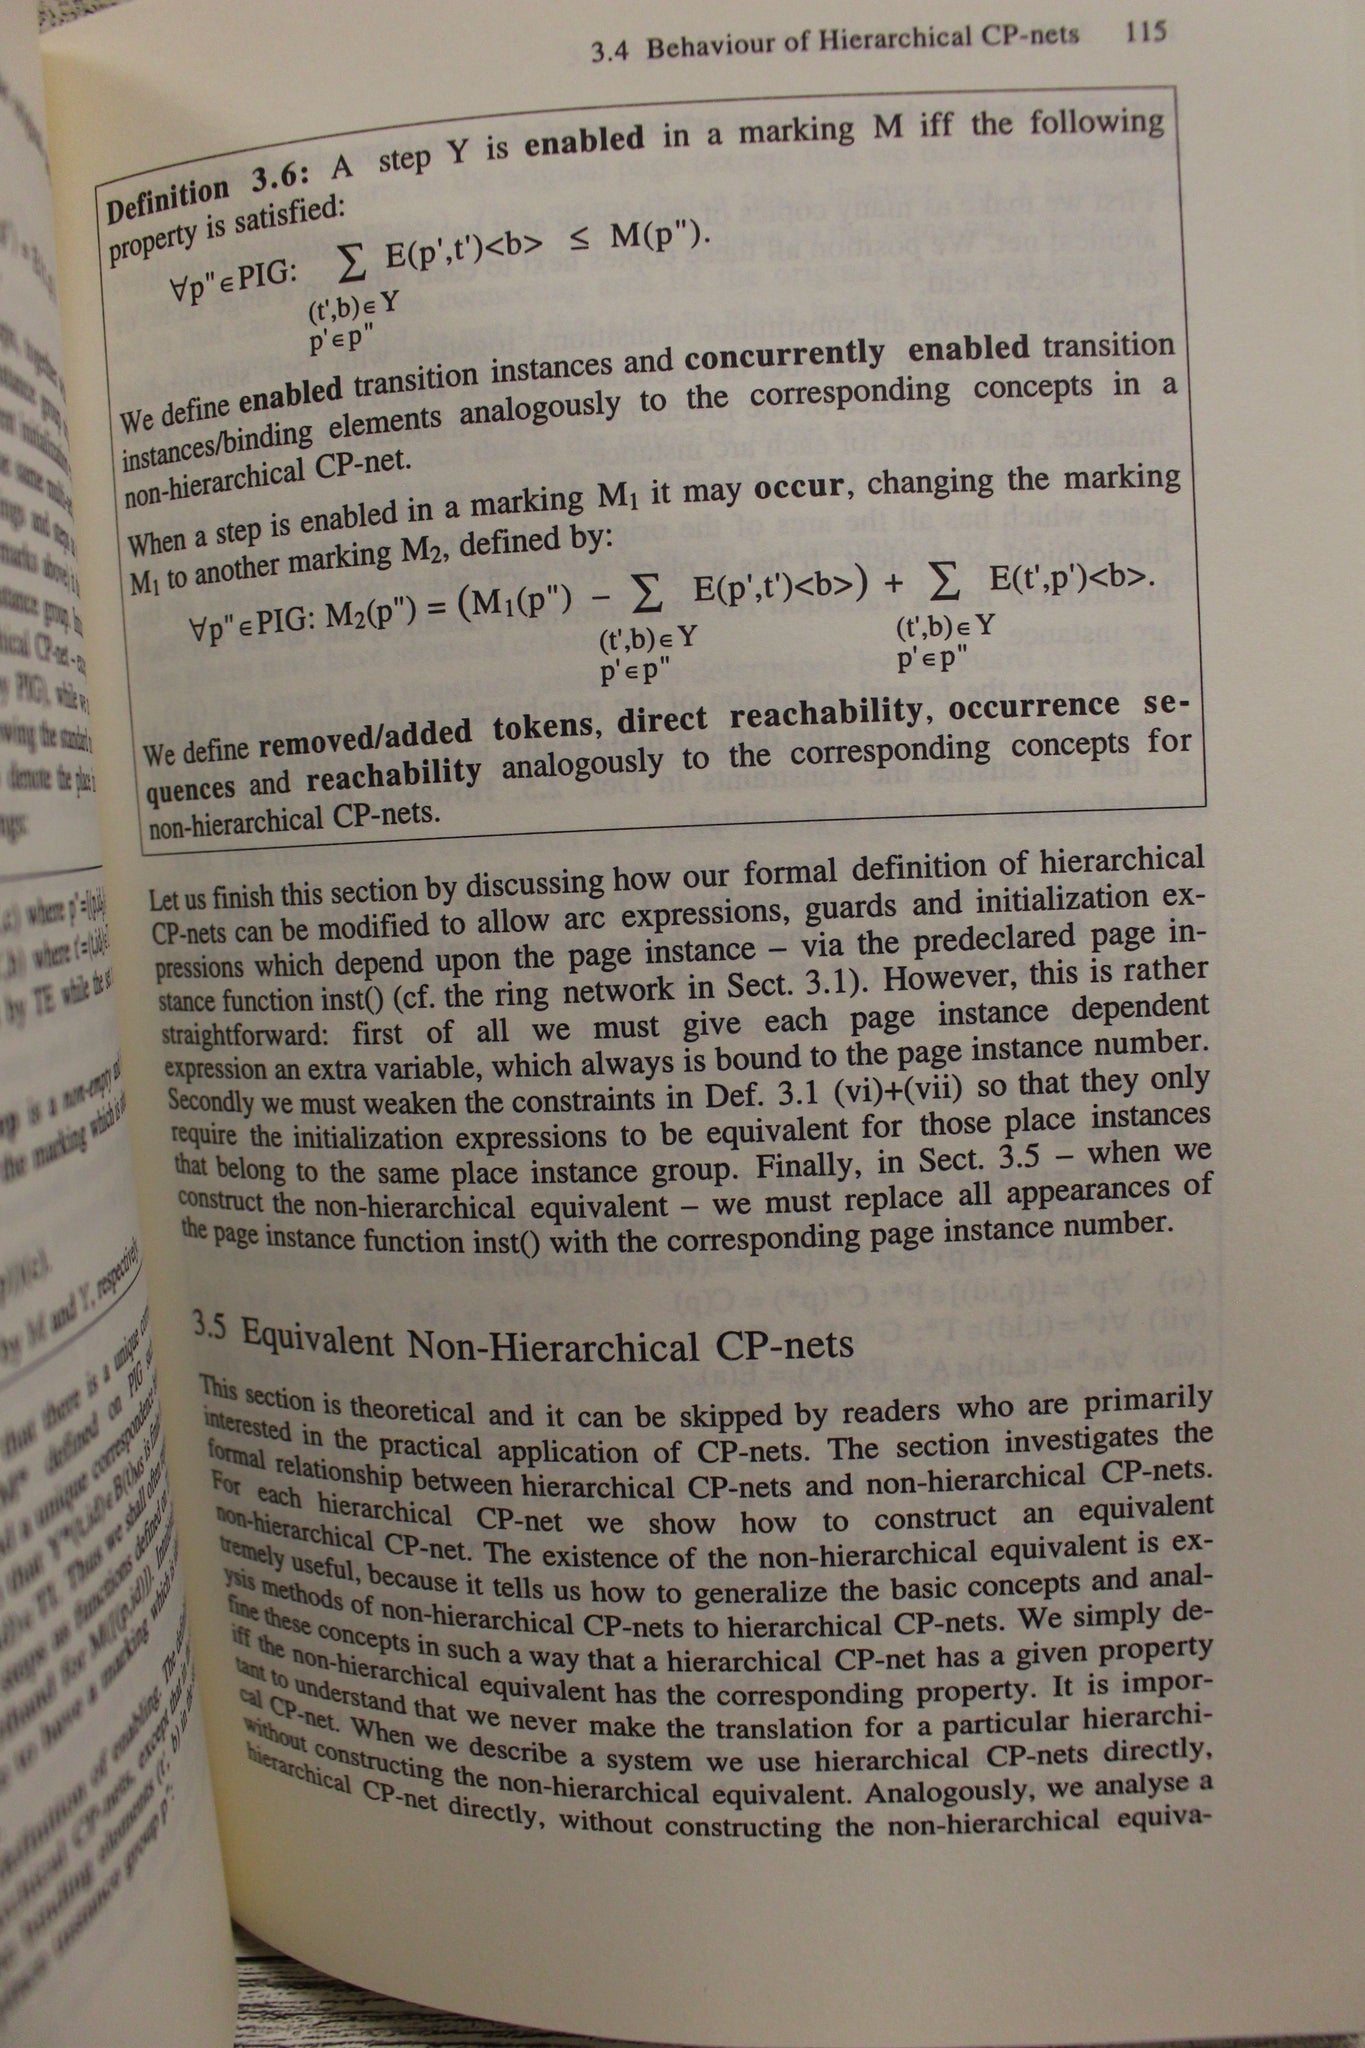 3.4 Behaviour of Hierarchical CP-nets 115
Definition 3.6: A step Y is enabled in a marking M iff the following
property is satisfied:
∀p"∈PIG: ∑ E(p',t')<b> ≤ M(p").
(t',b)∈Y
p'∈p"
We define enabled transition instances and concurrently enabled transition
instances/binding elements analogously to the corresponding concepts in a
non-hierarchical CP-net.
When a step is enabled in a marking M₁ it may occur, changing the marking
M₁ to another marking M₂, defined by:
∀p"∈PIG: M₂(p") = (M₁(p") − ∑ E(p',t')<b>) + ∑ E(t',p')<b>.
(t',b)∈Y (t',b)∈Y
p'∈p" p'∈p"
We define removed/added tokens, direct reachability, occurrence se-
quences and reachability analogously to the corresponding concepts for
non-hierarchical CP-nets.
Let us finish this section by discussing how our formal definition of hierarchical
CP-nets can be modified to allow arc expressions, guards and initialization ex-
pressions which depend upon the page instance – via the predeclared page in-
stance function inst() (cf. the ring network in Sect. 3.1). However, this is rather
straightforward: first of all we must give each page instance dependent
expression an extra variable, which always is bound to the page instance number.
Secondly we must weaken the constraints in Def. 3.1 (vi)+(vii) so that they only
require the initialization expressions to be equivalent for those place instances
that belong to the same place instance group. Finally, in Sect. 3.5 – when we
construct the non-hierarchical equivalent – we must replace all appearances of
the page instance function inst() with the corresponding page instance number.
3.5 Equivalent Non-Hierarchical CP-nets
This section is theoretical and it can be skipped by readers who are primarily
interested in the practical application of CP-nets. The section investigates the
formal relationship between hierarchical CP-nets and non-hierarchical CP-nets.
For each hierarchical CP-net we show how to construct an equivalent
non-hierarchical CP-net. The existence of the non-hierarchical equivalent is ex-
tremely useful, because it tells us how to generalize the basic concepts and anal-
ysis methods of non-hierarchical CP-nets to hierarchical CP-nets. We simply de-
fine these concepts in such a way that a hierarchical CP-net has a given property
iff the non-hierarchical equivalent has the corresponding property. It is impor-
tant to understand that we never make the translation for a particular hierarchi-
cal CP-net. When we describe a system we use hierarchical CP-nets directly,
without constructing the non-hierarchical equivalent. Analogously, we analyse a
hierarchical CP-net directly, without constructing the non-hierarchical equiva-